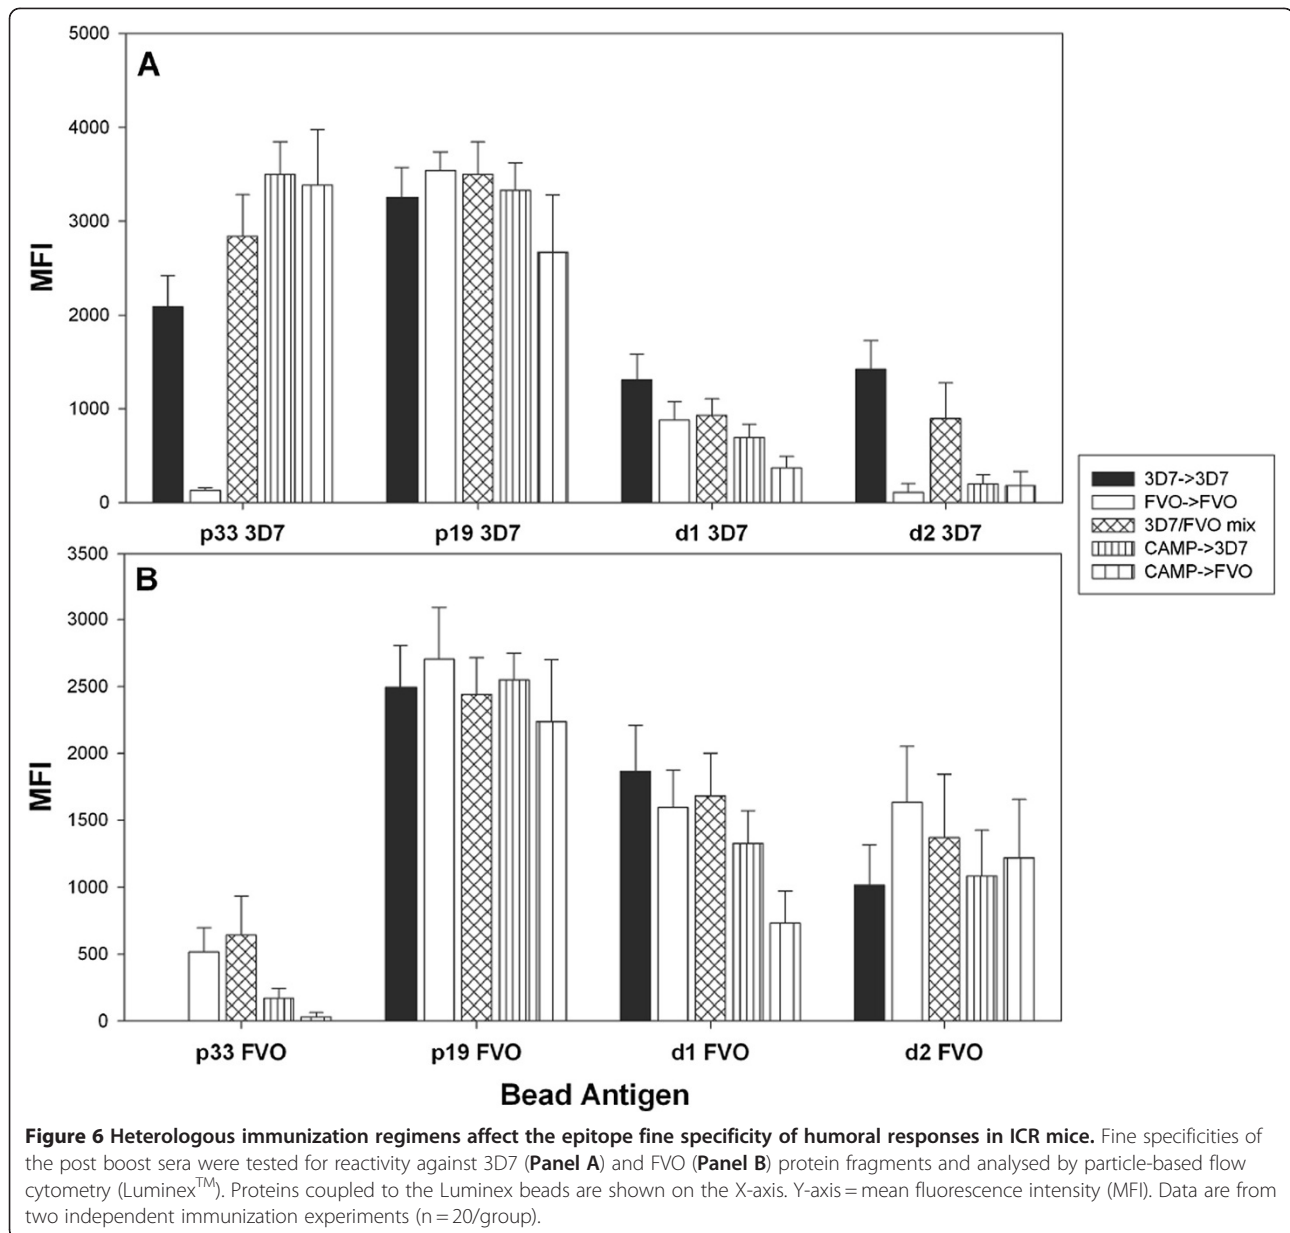 A
5000
4000
3000
2000
1000
0
MFI
p33 3D7 p19 3D7 d1 3D7 d2 3D7
3D7->3D7
FVO->FVO
3D7/FVO mix
CAMP->3D7
CAMP->FVO
B
3500
3000
2500
2000
1500
1000
500
0
MFI
p33 FVO p19 FVO d1 FVO d2 FVO
Bead Antigen
Figure 6 Heterologous immunization regimens affect the epitope fine specificity of humoral responses in ICR mice. Fine specificities of
the post boost sera were tested for reactivity against 3D7 (Panel A) and FVO (Panel B) protein fragments and analysed by particle-based flow
cytometry (Luminex™). Proteins coupled to the Luminex beads are shown on the X-axis. Y-axis = mean fluorescence intensity (MFI). Data are from
two independent immunization experiments (n = 20/group).